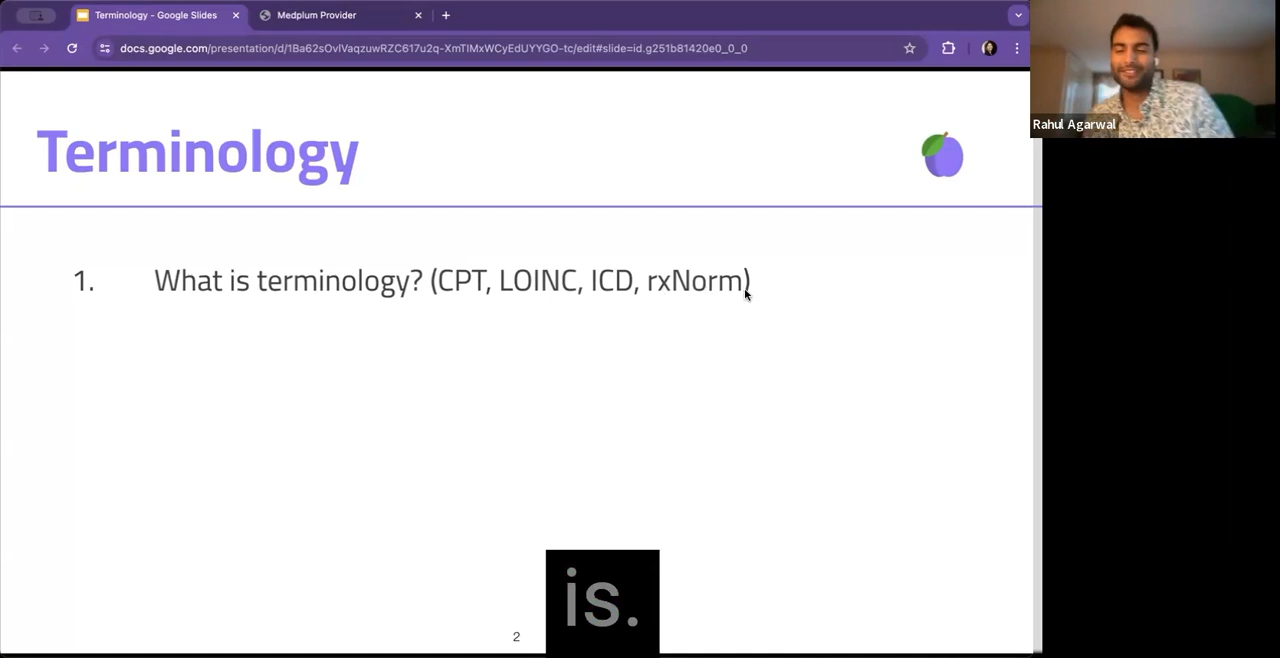 Terminology - Google Slides
Medplum Provider
docs.google.com/presentation/d/1Ba62sOvIVaqzuwRZC617u2q-XmTIMxWCyEdUYYGO-tc/edit#slide=id.g251b81420e0_0_0
Rahul Agarwal
Terminology
1. What is terminology? (CPT, LOINC, ICD, rxNorm)
is.
2